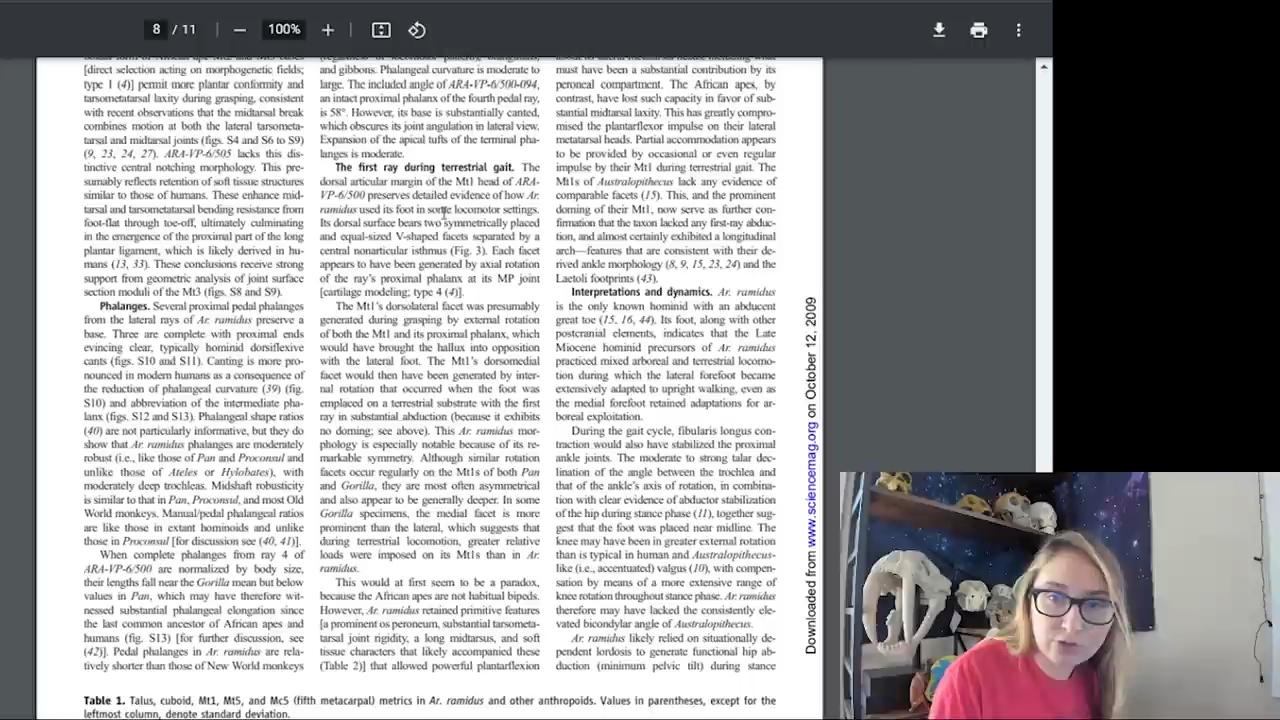 8 / 11
100%
[direct selection acting on morphogenetic fields;
type 1 (4)] permit more plantar conformity and
tarsometatarsal laxity during grasping, consistent
with recent observations that the midtarsal break
combines motion at both the lateral tarsometa-
tarsal and midtarsal joints (figs. S4 and S6 to S9)
(9, 23, 24, 27). ARA-VP-6/505 lacks this dis-
tinctive central notching morphology. This pre-
sumably reflects retention of soft tissue structures
similar to those of humans. These enhance mid-
tarsal and tarsometatarsal bending resistance from
foot-flat through toe-off, ultimately culminating
in the emergence of the proximal part of the long
plantar ligament, which is likely derived in hu-
mans (13, 33). These conclusions receive strong
support from geometric analysis of joint surface
section moduli of the Mt3 (figs. S8 and S9).
Phalanges. Several proximal pedal phalanges
from the lateral rays of Ar. ramidus preserve a
base. Three are complete with proximal ends
evincing clear, typically hominid dorsiflexive
cants (figs. S10 and S11). Canting is more pro-
nounced in modern humans as a consequence of
the reduction of phalangeal curvature (39) (fig.
S10) and abbreviation of the intermediate pha-
lanx (figs. S12 and S13). Phalangeal shape ratios
(40) are not particularly informative, but they do
show that Ar. ramidus phalanges are moderately
robust (i.e., like those of Pan and Proconsul and
unlike those of Ateles or Hylobates), with
moderately deep trochleas. Midshaft robusticity
is similar to that in Pan, Proconsul, and most Old
World monkeys. Manual/pedal phalangeal ratios
are like those in extant hominoids and unlike
those in Proconsul [for discussion see (40, 41)].
When complete phalanges from ray 4 of
ARA-VP-6/500 are normalized by body size,
their lengths fall near the Gorilla mean but below
values in Pan, which may have therefore wit-
nessed substantial phalangeal elongation since
the last common ancestor of African apes and
humans (fig. S13) [for further discussion, see
(42)]. Pedal phalanges in Ar. ramidus are rela-
tively shorter than those of New World monkeys
and gibbons. Phalangeal curvature is moderate to
large. The included angle of ARA-VP-6/500-094,
an intact proximal phalanx of the fourth pedal ray,
is 58°. However, its base is substantially canted,
which obscures its joint angulation in lateral view.
Expansion of the apical tufts of the terminal pha-
langes is moderate.
The first ray during terrestrial gait. The
dorsal articular margin of the Mt1 head of ARA-
VP-6/500 preserves detailed evidence of how Ar.
ramidus used its foot in some locomotor settings.
Its dorsal surface bears two symmetrically placed
and equal-sized V-shaped facets separated by a
central nonarticular isthmus (Fig. 3). Each facet
appears to have been generated by axial rotation
of the ray's proximal phalanx at its MP joint
[cartilage modeling; type 4 (4)].
The Mt1's dorsolateral facet was presumably
generated during grasping by external rotation
of both the Mt1 and its proximal phalanx, which
would have brought the hallux into opposition
with the lateral foot. The Mt1's dorsomedial
facet would then have been generated by inter-
nal rotation that occurred when the foot was
emplaced on a terrestrial substrate with the first
ray in substantial abduction (because it exhibits
no doming; see above). This Ar. ramidus mor-
phology is especially notable because of its re-
markable symmetry. Although similar rotation
facets occur regularly on the Mt1s of both Pan
and Gorilla, they are most often asymmetrical
and also appear to be generally deeper. In some
Gorilla specimens, the medial facet is more
prominent than the lateral, which suggests that
during terrestrial locomotion, greater relative
loads were imposed on its Mt1s than in Ar.
ramidus.
This would at first seem to be a paradox,
because the African apes are not habitual bipeds.
However, Ar. ramidus retained primitive features
[a prominent os peroneum, substantial tarsometa-
tarsal joint rigidity, a long midtarsus, and soft
tissue characters that likely accompanied these
(Table 2)] that allowed powerful plantarflexion
must have been a substantial contribution by its
peroneal compartment. The African apes, by
contrast, have lost such capacity in favor of sub-
stantial midtarsal laxity. This has greatly compro-
mised the plantarflexor impulse on their lateral
metatarsal heads. Partial accommodation appears
to be provided by occasional or even regular
impulse by their Mt1 during terrestrial gait. The
Mt1s of Australopithecus lack any evidence of
comparable facets (15). This, and the prominent
doming of their Mt1, now serve as further con-
firmation that the taxon lacked any first-ray abduc-
tion, and almost certainly exhibited a longitudinal
arch—features that are consistent with their de-
rived ankle morphology (8, 9, 15, 23, 24) and the
Laetoli footprints (43).
Interpretations and dynamics. Ar. ramidus
is the only known hominid with an abducent
great toe (15, 16, 44). Its foot, along with other
postcranial elements, indicates that the Late
Miocene hominid precursors of Ar. ramidus
practiced mixed arboreal and terrestrial locomo-
tion during which the lateral forefoot became
extensively adapted to upright walking, even as
the medial forefoot retained adaptations for ar-
boreal exploitation.
During the gait cycle, fibularis longus con-
traction would also have stabilized the proximal
ankle joints. The moderate to strong talar dec-
lination of the angle between the trochlea and
that of the ankle's axis of rotation, in combina-
tion with clear evidence of abductor stabilization
of the hip during stance phase (11), together sug-
gest that the foot was placed near midline. The
knee may have been in greater external rotation
than is typical in human and Australopithecus-
like (i.e., accentuated) valgus (10), with compen-
sation by means of a more extensive range of
knee rotation throughout stance phase. Ar. ramidus
therefore may have lacked the consistently ele-
vated bicondylar angle of Australopithecus.
Ar. ramidus likely relied on situationally de-
pendent lordosis to generate functional hip ab-
duction (minimum pelvic tilt) during stance
Downloaded from www.sciencemag.org on October 12, 2009
Table 1. Talus, cuboid, Mt1, Mt5, and Mc5 (fifth metacarpal) metrics in Ar. ramidus and other anthropoids. Values in parentheses, except for the
leftmost column, denote standard deviation.